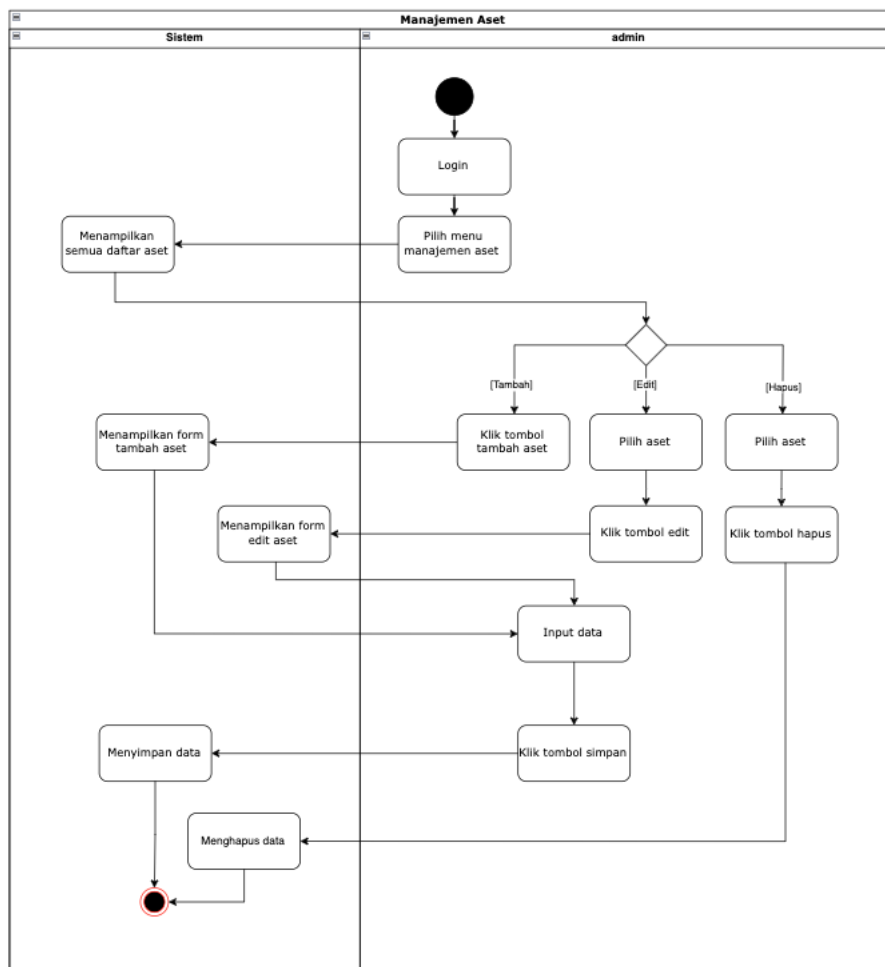 Manajemen Aset
Sistem
admin
Login
Pilih menu
manajemen aset
Menampilkan
semua daftar aset
[Tambah]
[Edit]
[Hapus]
Menampilkan form
tambah aset
Klik tombol
tambah aset
Pilih aset
Pilih aset
Menampilkan form
edit aset
Klik tombol edit
Klik tombol hapus
Input data
Menyimpan data
Klik tombol simpan
Menghapus data